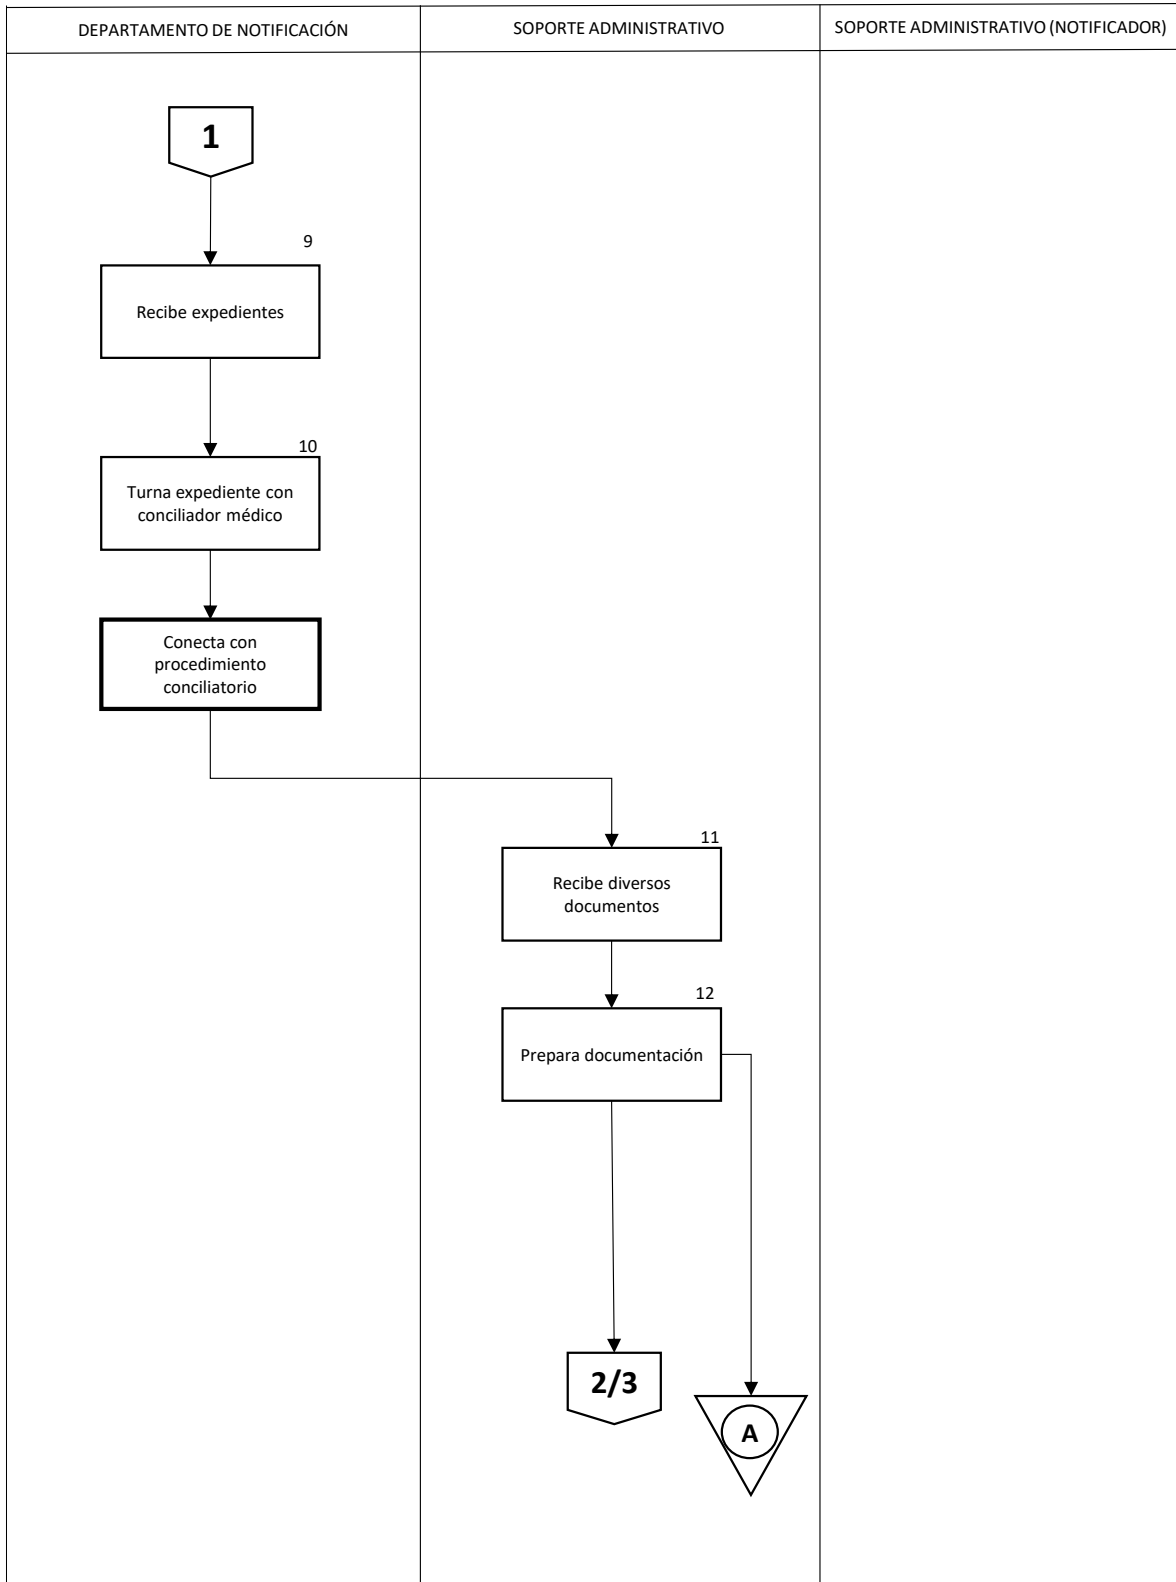 DEPARTAMENTO DE NOTIFICACIÓN
SOPORTE ADMINISTRATIVO
SOPORTE ADMINISTRATIVO (NOTIFICADOR)
1
9
Recibe expedientes
10
Turna expediente con
conciliador médico
Conecta con
procedimiento
conciliatorio
11
Recibe diversos
documentos
12
Prepara documentación
2/3
A